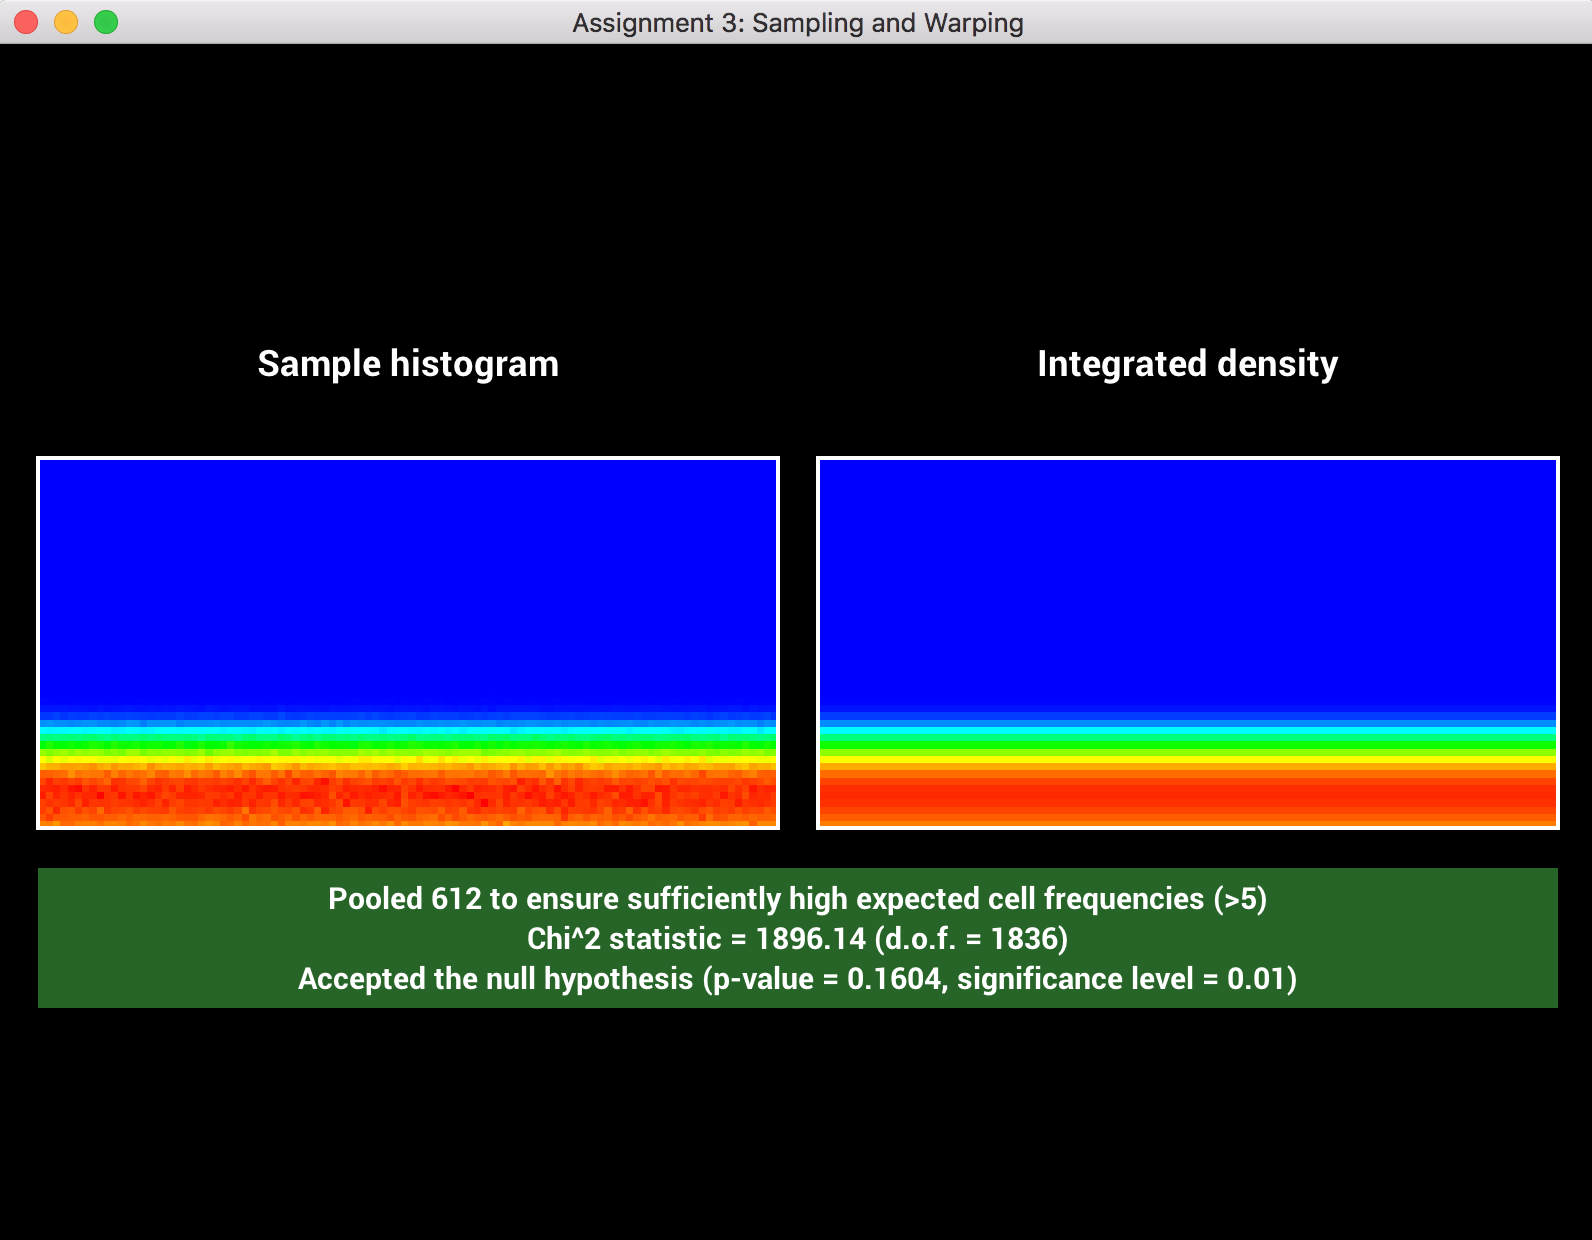 Assignment 3: Sampling and Warping
Sample histogram
Integrated density
Pooled 612 to ensure sufficiently high expected cell frequencies (>5)
Chi^2 statistic = 1896.14 (d.o.f. = 1836)
Accepted the null hypothesis (p-value = 0.1604, significance level = 0.01)